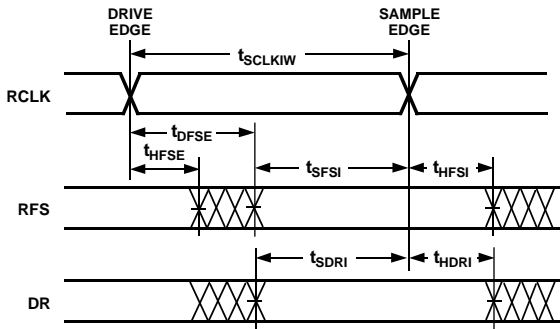 DRIVE
EDGE
SAMPLE
EDGE
tSCLKIW
RCLK
tDFSE
tHFSE
tSFSI
tHFSI
RFS
tSDRI
tHDRI
DR